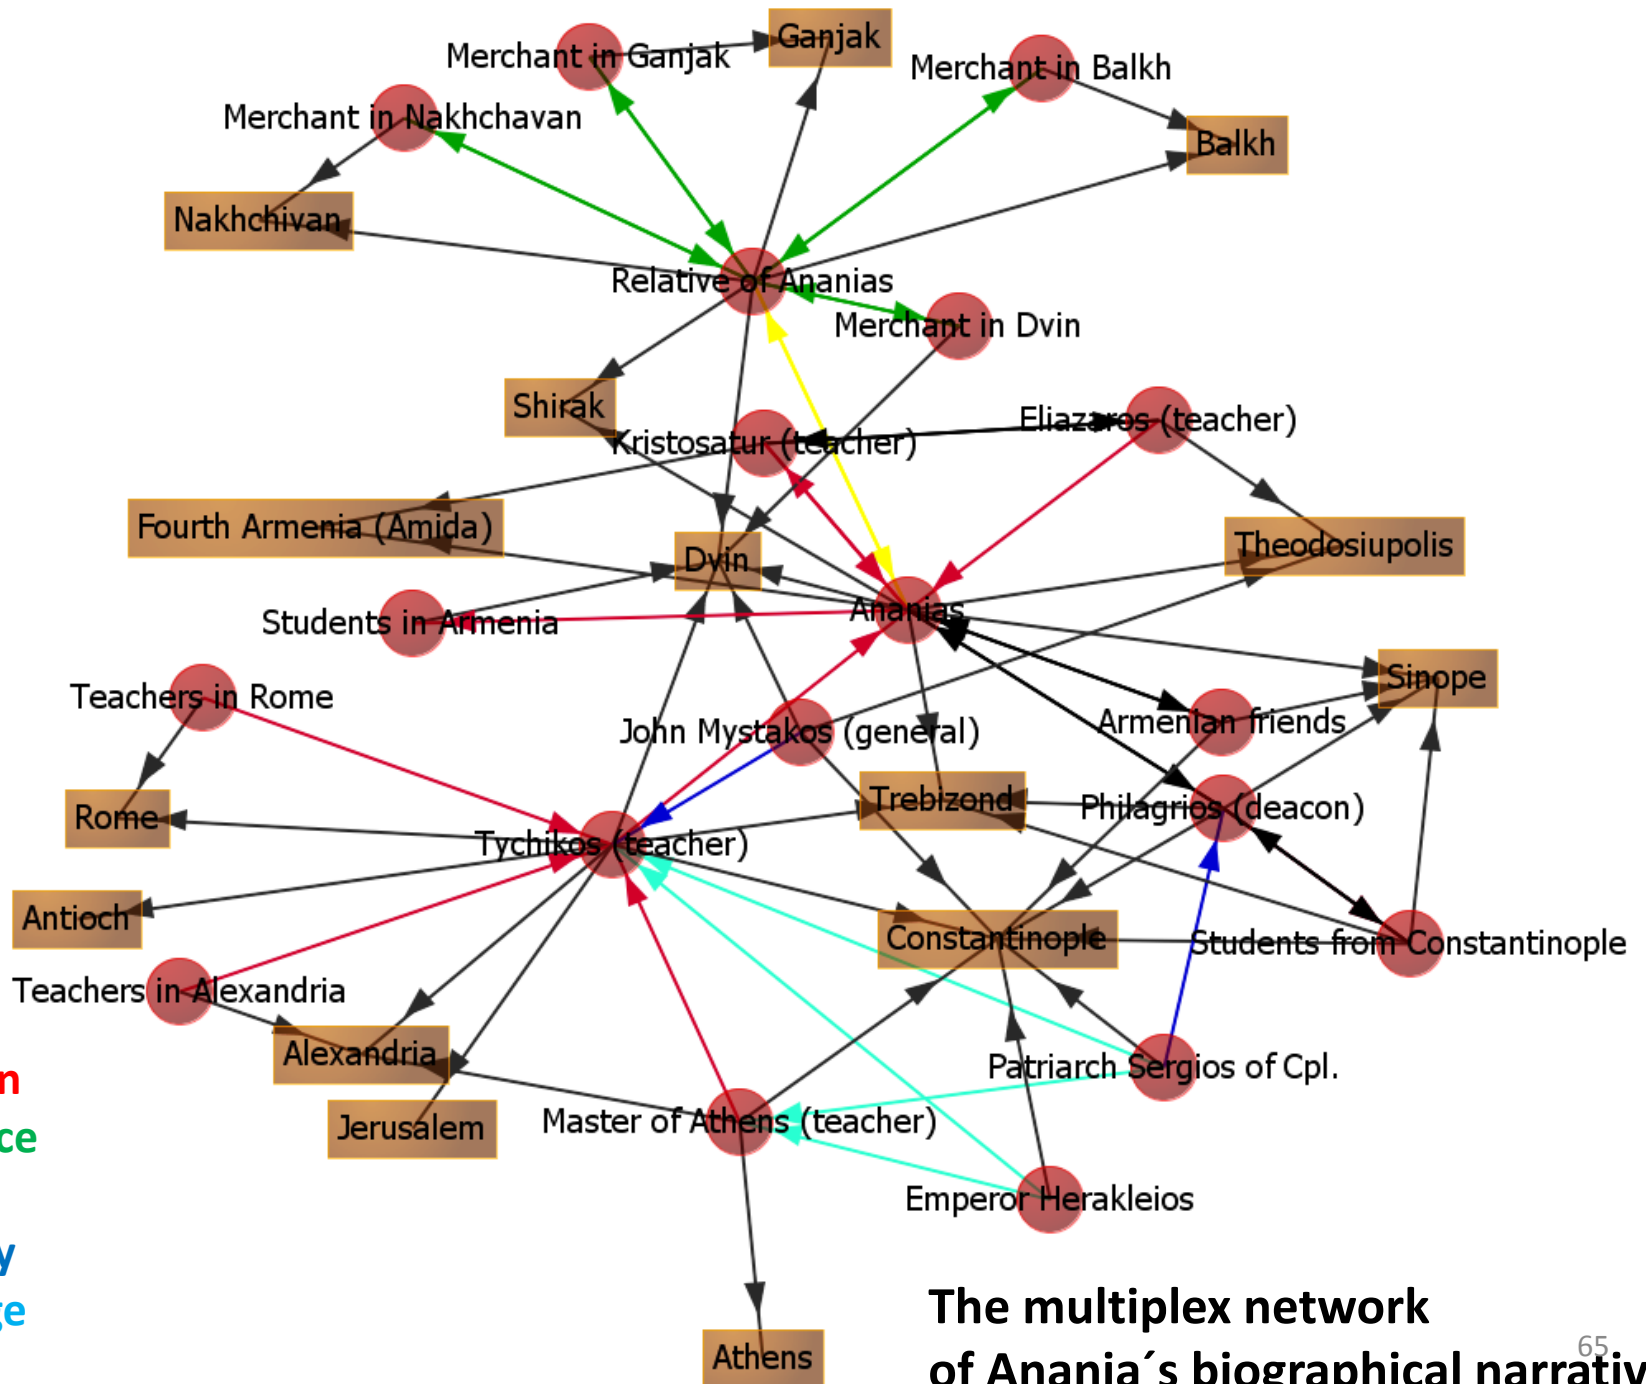 Ganjak
Merchant in Ganjak
Merchant in Balkh
Merchant in Nakhchavan
Balkh
Nakhchivan
Relative of Ananias
Merchant in Dvin
Shirak
Kristosatur (teacher)
Eliazaros (teacher)
Fourth Armenia (Amida)
Theodosiupolis
Dvin
Ananias
Students in Armenia
Sinope
Teachers in Rome
Armenian friends
John Mystakos (general)
Trebizond
Philagrios (deacon)
Rome
Tychikos (teacher)
Antioch
Constantinople
Students from Constantinople
Teachers in Alexandria
Alexandria
Patriarch Sergios of Cpl.
n
Master of Athens (teacher)
Jerusalem
ce
Emperor Herakleios
y
ge
The multiplex network
Athens
of Anania´s biographical narrativ
65